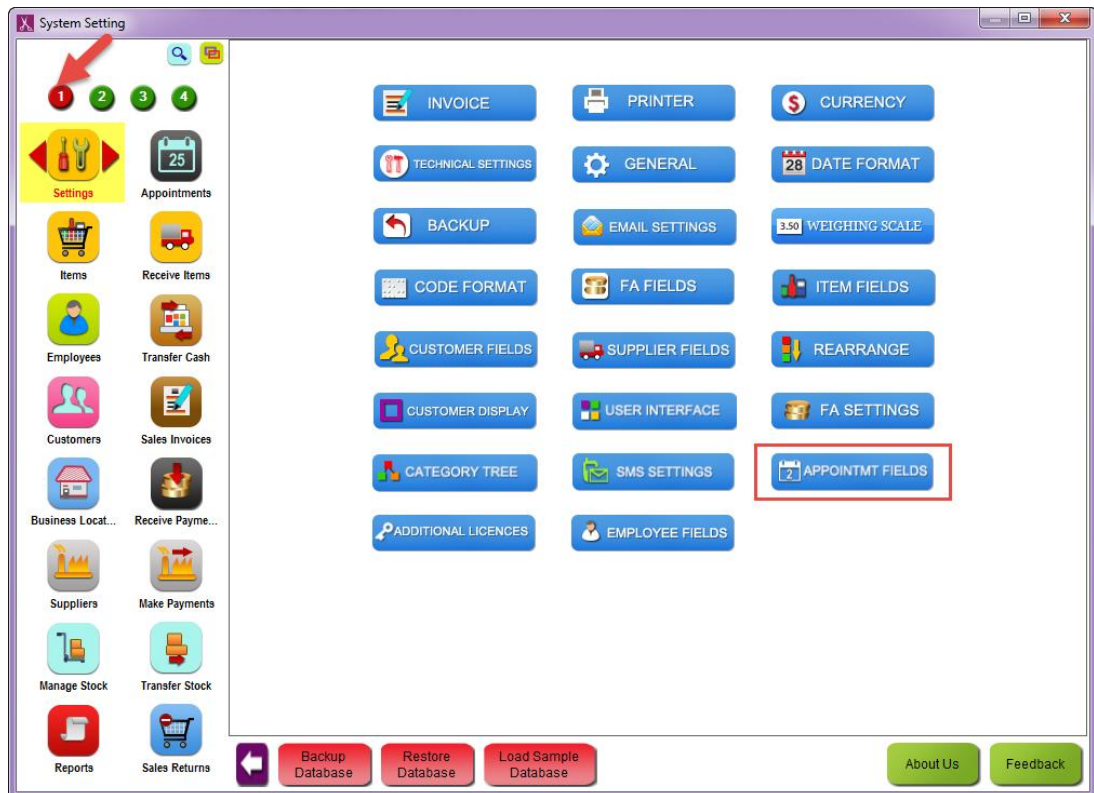 System Setting
1 2 3 4
Settings
25
Appointments
Items
Receive Items
Employees
Transfer Cash
Customers
Sales Invoices
Business Locat...
Receive Payme...
Suppliers
Make Payments
Manage Stock
Transfer Stock
Reports
Sales Returns
INVOICE
PRINTER
$ CURRENCY
TECHNICAL SETTINGS
GENERAL
28 DATE FORMAT
BACKUP
EMAIL SETTINGS
3.50 WEIGHING SCALE
CODE FORMAT
FA FIELDS
ITEM FIELDS
CUSTOMER FIELDS
SUPPLIER FIELDS
REARRANGE
CUSTOMER DISPLAY
USER INTERFACE
FA SETTINGS
CATEGORY TREE
SMS SETTINGS
2 APPOINTMT FIELDS
ADDITIONAL LICENCES
EMPLOYEE FIELDS
Backup
Database
Restore
Database
Load Sample
Database
About Us
Feedback